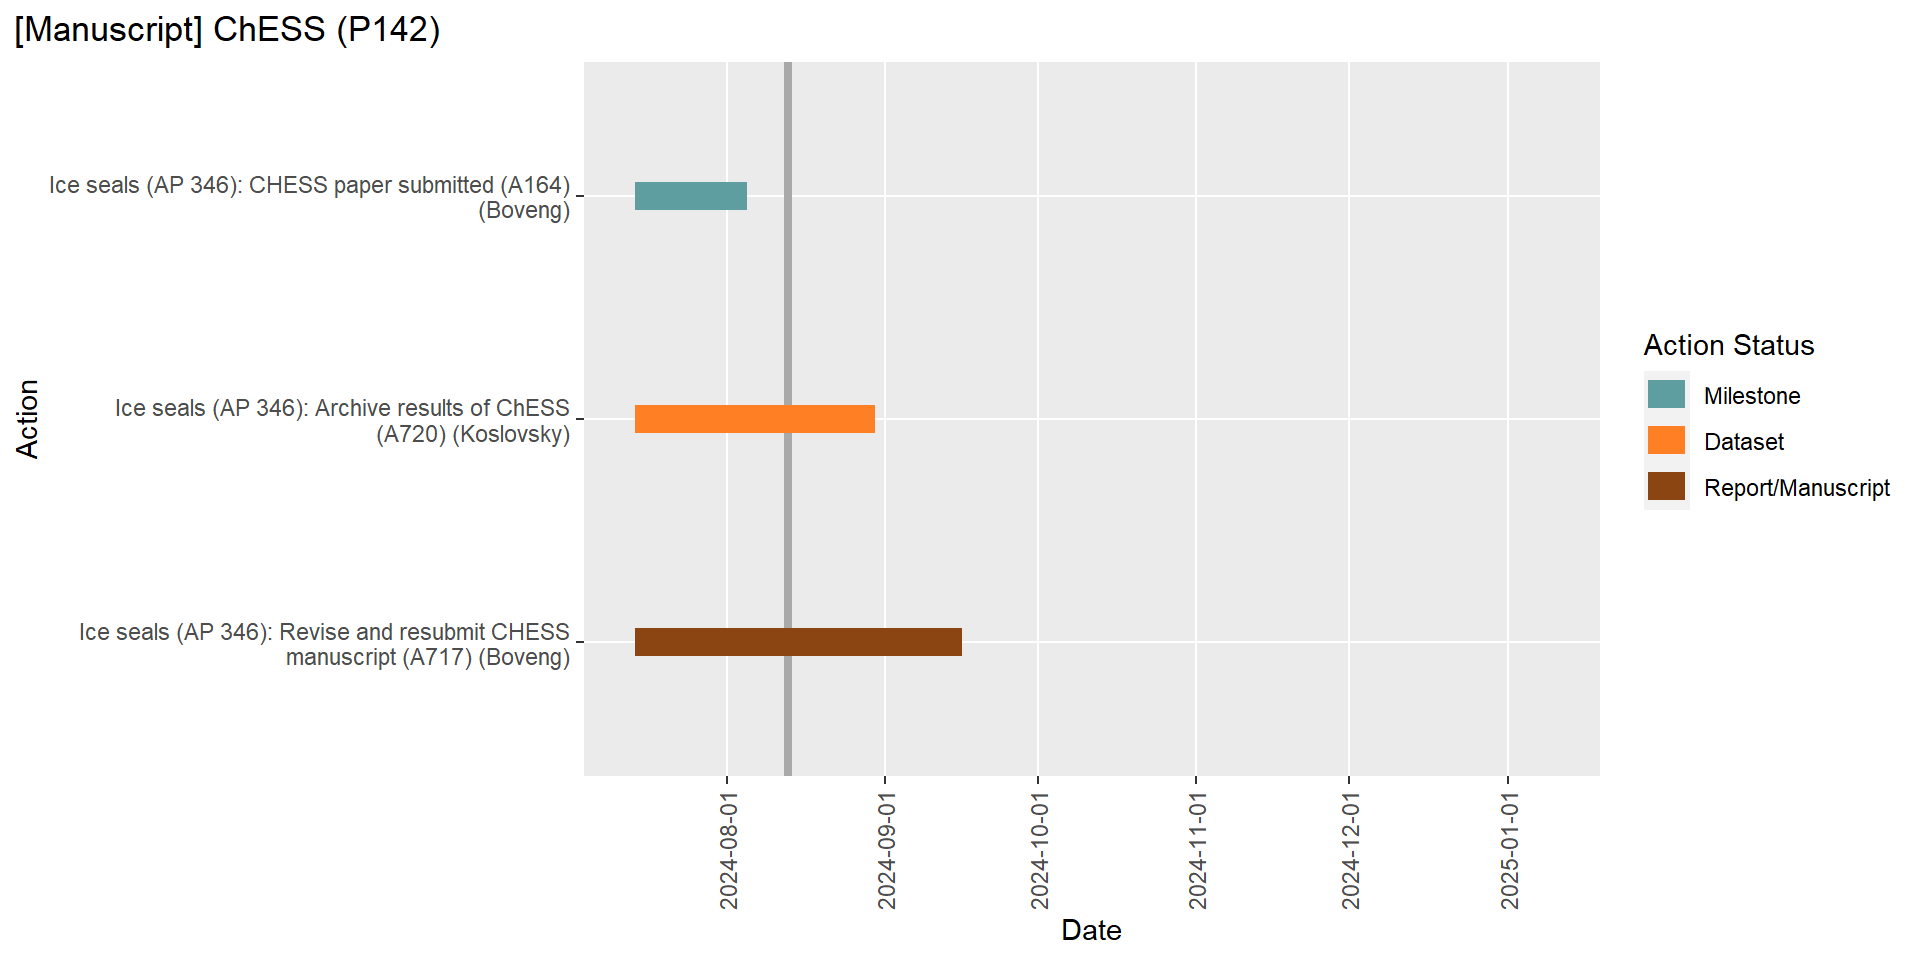 [Manuscript] ChESS (P142)
Ice seals (AP 346): CHESS paper submitted (A164)
(Boveng)
Ice seals (AP 346): Archive results of ChESS
(A720) (Koslovsky)
Ice seals (AP 346): Revise and resubmit CHESS
manuscript (A717) (Boveng)
Action
2024-08-01
2024-09-01
2024-10-01
2024-11-01
2024-12-01
2025-01-01
Date
Action Status
Milestone
Dataset
Report/Manuscript